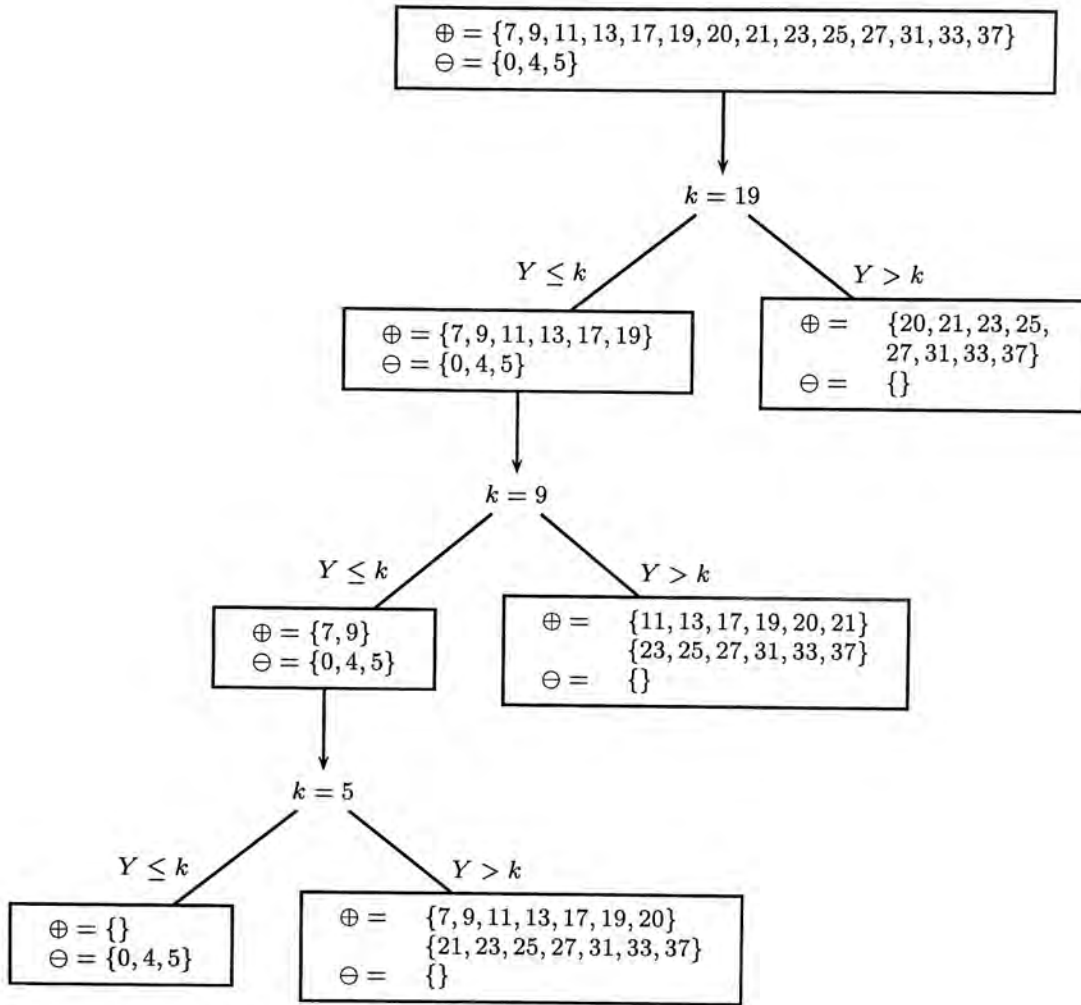 ⊕ = {7, 9, 11, 13, 17, 19, 20, 21, 23, 25, 27, 31, 33, 37}
⊖ = {0, 4, 5}
k = 19
Y ≤ k
Y > k
⊕ = {7, 9, 11, 13, 17, 19}
⊖ = {0, 4, 5}
⊕ = {20, 21, 23, 25,
27, 31, 33, 37}
⊖ = {}
k = 9
Y ≤ k
Y > k
⊕ = {7, 9}
⊖ = {0, 4, 5}
⊕ = {11, 13, 17, 19, 20, 21}
{23, 25, 27, 31, 33, 37}
⊖ = {}
k = 5
Y ≤ k
Y > k
⊕ = {}
⊖ = {0, 4, 5}
⊕ = {7, 9, 11, 13, 17, 19, 20}
{21, 23, 25, 27, 31, 33, 37}
⊖ = {}